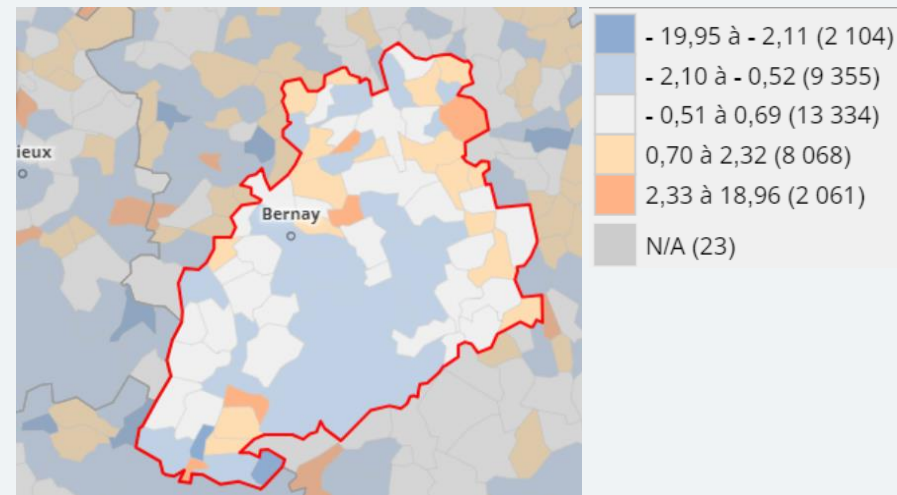 ieux
Bernay
- 19,95 à - 2,11 (2 104)
- 2,10 à - 0,52 (9 355)
- 0,51 à 0,69 (13 334)
0,70 à 2,32 (8 068)
2,33 à 18,96 (2 061)
N/A (23)